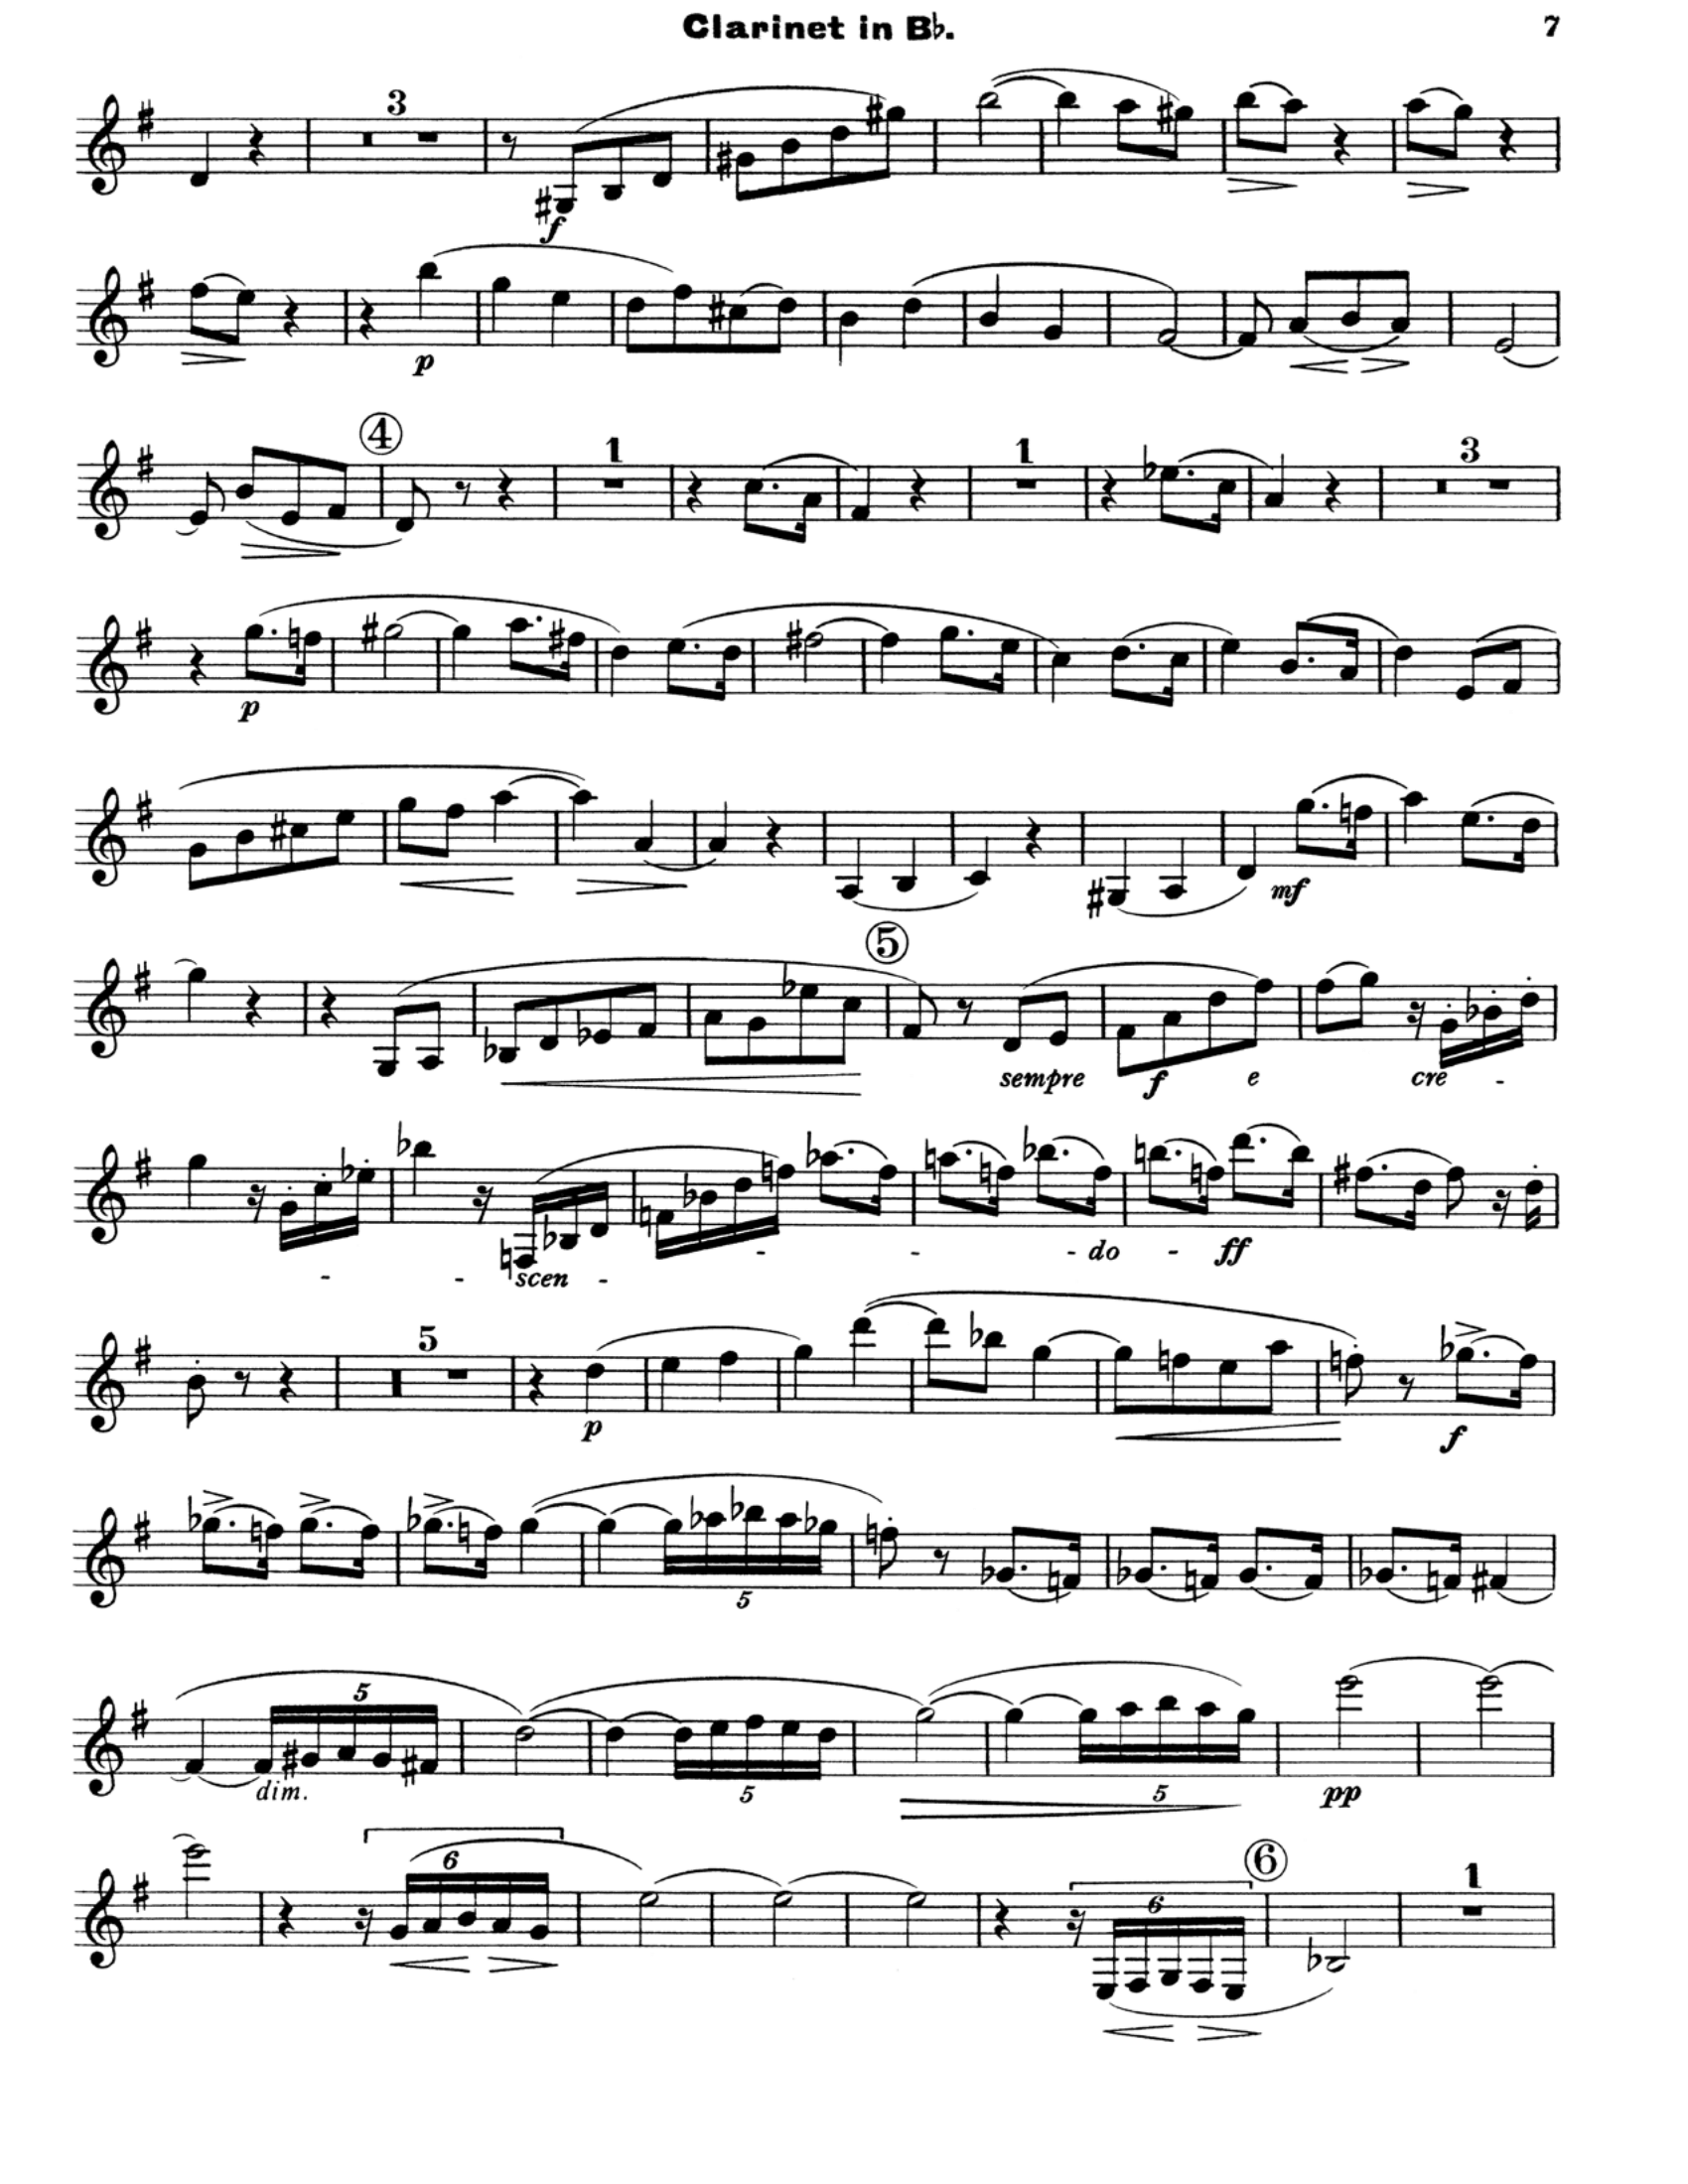 Clarinet in B♭. 7
3
f
p
4 1 1 3
p
mf
5
sempre f e cre -
- - scen - - - - do - ff
5
p f
5
5
dim. 5 5 pp
6 6 6 1